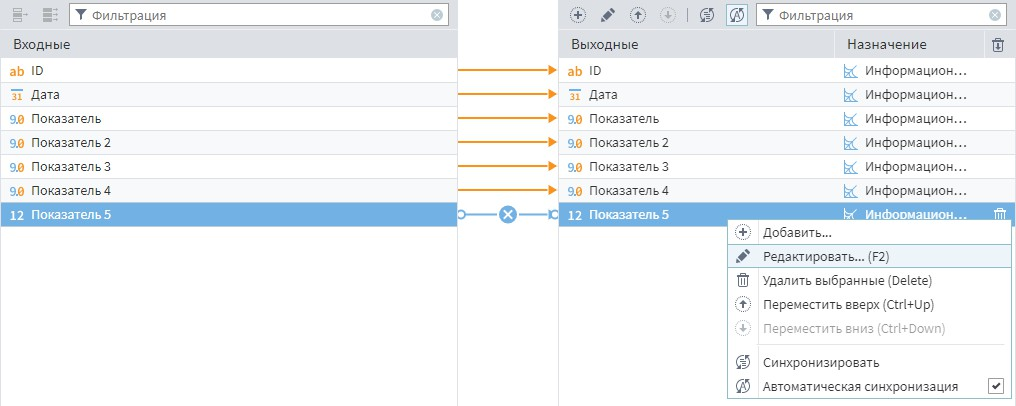 Фильтрация
Фильтрация
Входные
Выходные
Назначение
ab ID
ab ID
Информацион...
31 Дата
31 Дата
Информацион...
9.0 Показатель
9.0 Показатель
Информацион...
9.0 Показатель 2
9.0 Показатель 2
Информацион...
9.0 Показатель 3
9.0 Показатель 3
Информацион...
9.0 Показатель 4
9.0 Показатель 4
Информацион...
12 Показатель 5
12 Показатель 5
Информацион...
Добавить...
Редактировать... (F2)
Удалить выбранные (Delete)
Переместить вверх (Ctrl+Up)
Переместить вниз (Ctrl+Down)
Синхронизировать
Автоматическая синхронизация